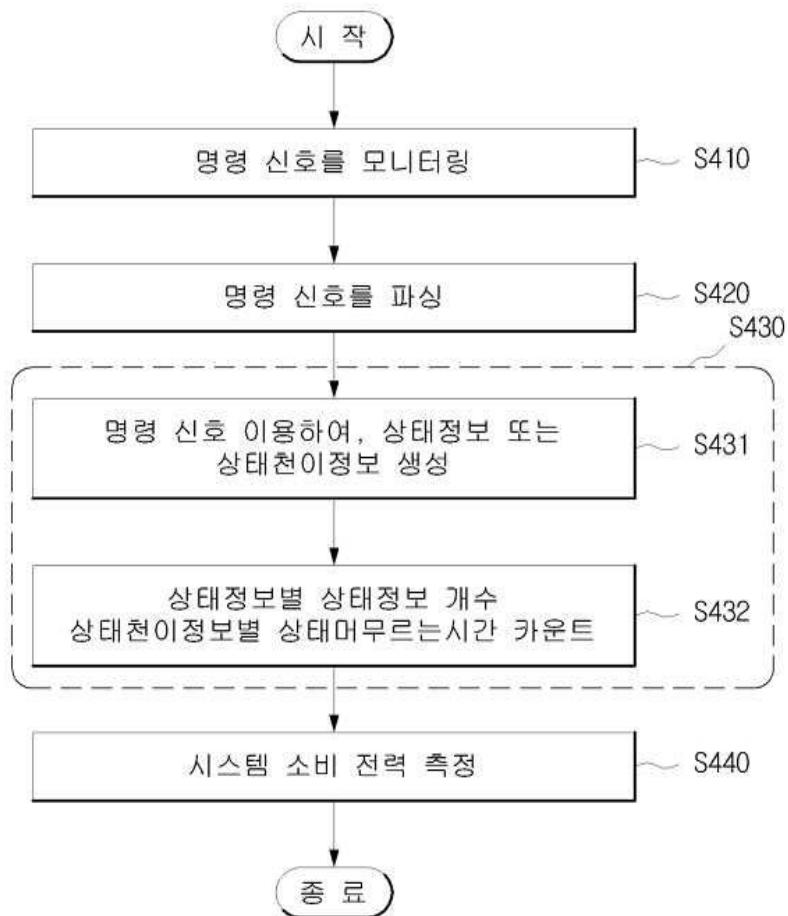 시 작
명령 신호를 모니터링
S410
명령 신호를 파싱
S420
S430
명령 신호 이용하여, 상태정보 또는
상태천이정보 생성
S431
상태정보별 상태정보 개수
상태천이정보별 상태머무르는시간 카운트
S432
시스템 소비 전력 측정
S440
종 료